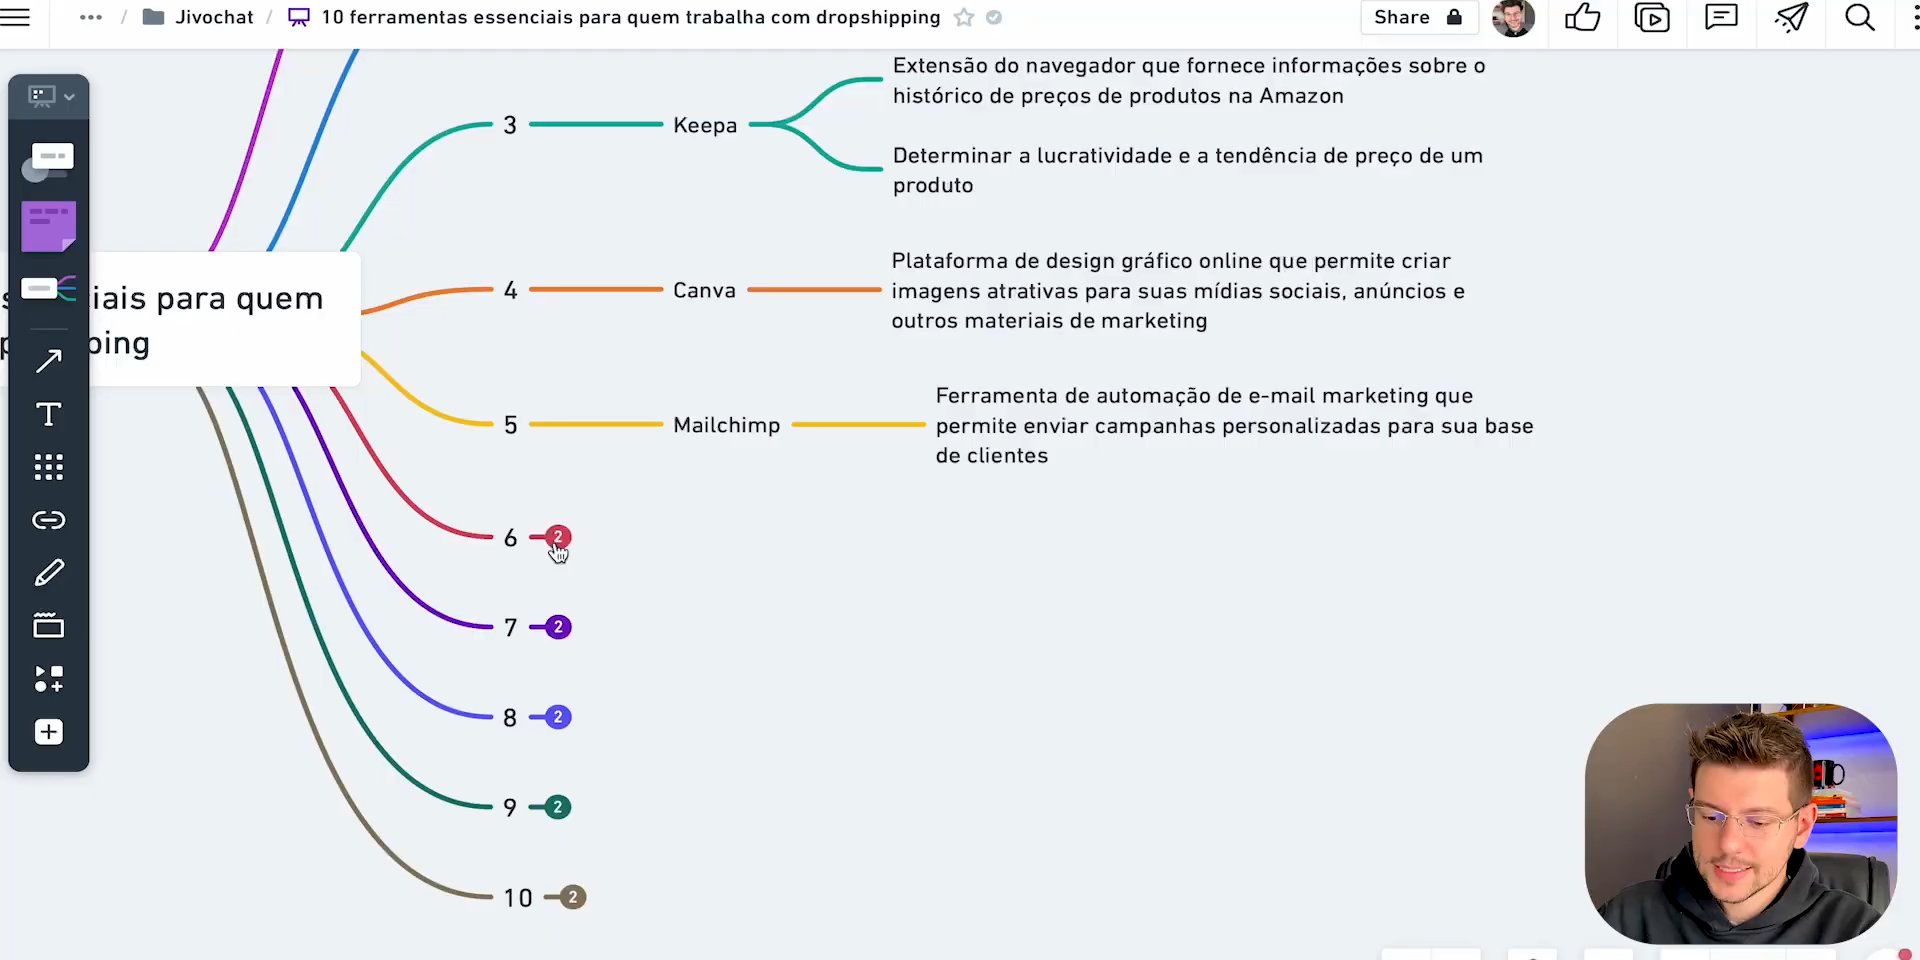 Jivochat / 10 ferramentas essenciais para quem trabalha com dropshipping
Share
Extensão do navegador que fornece informações sobre o
histórico de preços de produtos na Amazon
3
Keepa
Determinar a lucratividade e a tendência de preço de um
produto
Plataforma de design gráfico online que permite criar
4
Canva
imagens atrativas para suas mídias sociais, anúncios e
outros materiais de marketing
iais para quem
ping
Ferramenta de automação de e-mail marketing que
5
Mailchimp
permite enviar campanhas personalizadas para sua base
de clientes
6 2
7 2
8 2
9 2
10 2